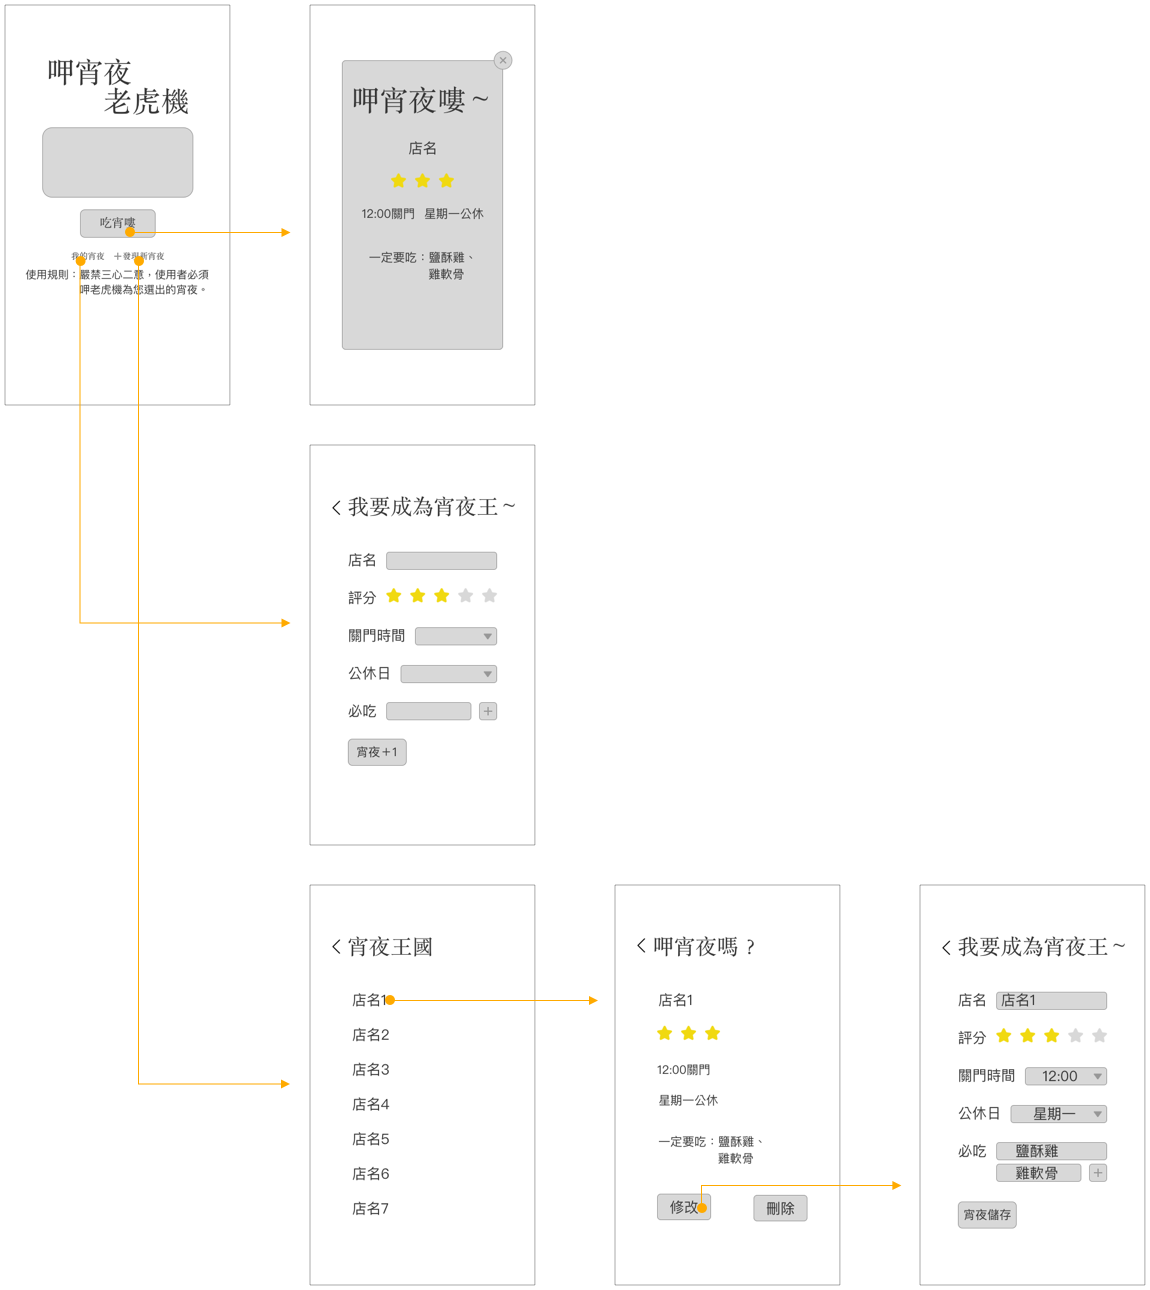 呷宵夜
老虎機
吃宵嘍
我的宵夜 ＋發現新宵夜
使用規則：嚴禁三心二意，使用者必須
呷老虎機為您選出的宵夜。
呷宵夜嘍～
店名
12:00關門 星期一公休
一定要吃：鹽酥雞、
雞軟骨
我要成為宵夜王～
店名
評分
關門時間
公休日
必吃
宵夜＋1
宵夜王國
店名1
店名2
店名3
店名4
店名5
店名6
店名7
呷宵夜嗎？
店名1
12:00關門
星期一公休
一定要吃：鹽酥雞、
雞軟骨
修改 刪除
我要成為宵夜王～
店名 店名1
評分
關門時間 12:00
公休日 星期一
必吃 鹽酥雞
雞軟骨
宵夜儲存